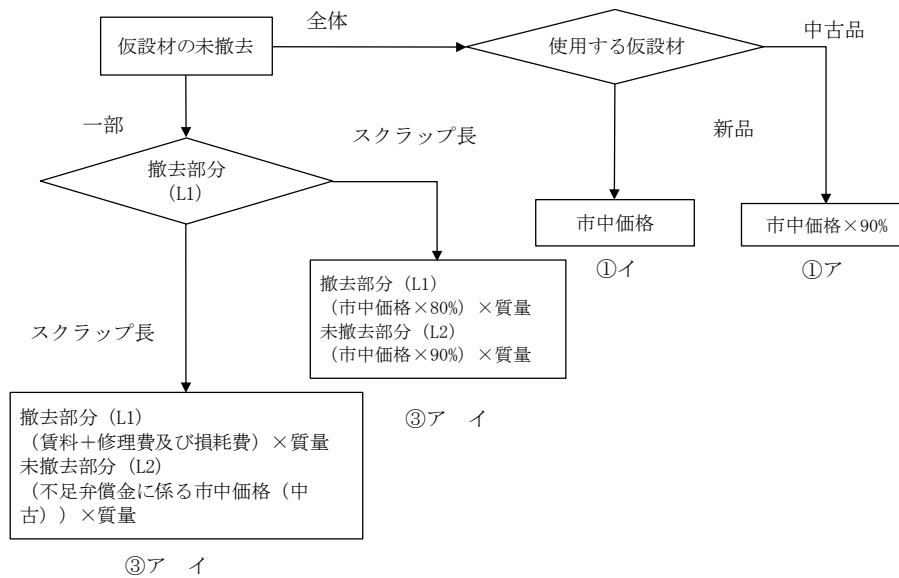 全体
中古品
仮設材の未撤去
使用する仮設材
一部
スクラップ長
新品
撤去部分
(L1)
市中価格
市中価格×90%
①イ
①ア
撤去部分（L1）
（市中価格×80%）×質量
未撤去部分（L2）
（市中価格×90%）×質量
スクラップ長
③ア　イ
撤去部分（L1）
（賃料＋修理費及び損耗費）×質量
未撤去部分（L2）
（不足弁償金に係る市中価格（中
古））×質量
③ア　イ